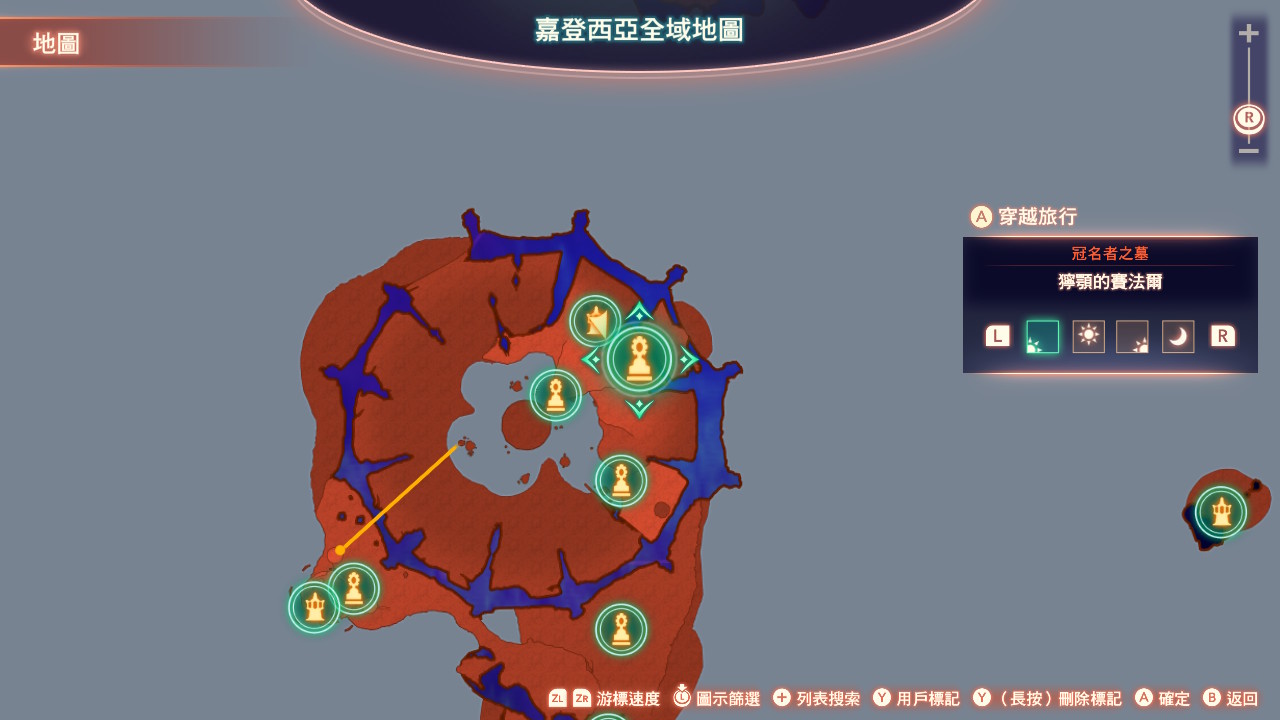 嘉登西亞全域地圖
地圖
R
A 穿越旅行
冠名者之墓
獰顎的賽法爾
L R
ZL ZR 游標速度 L 圖示篩選 列表搜索 Y 用戶標記 Y （長按）刪除標記 A 確定 B 返回